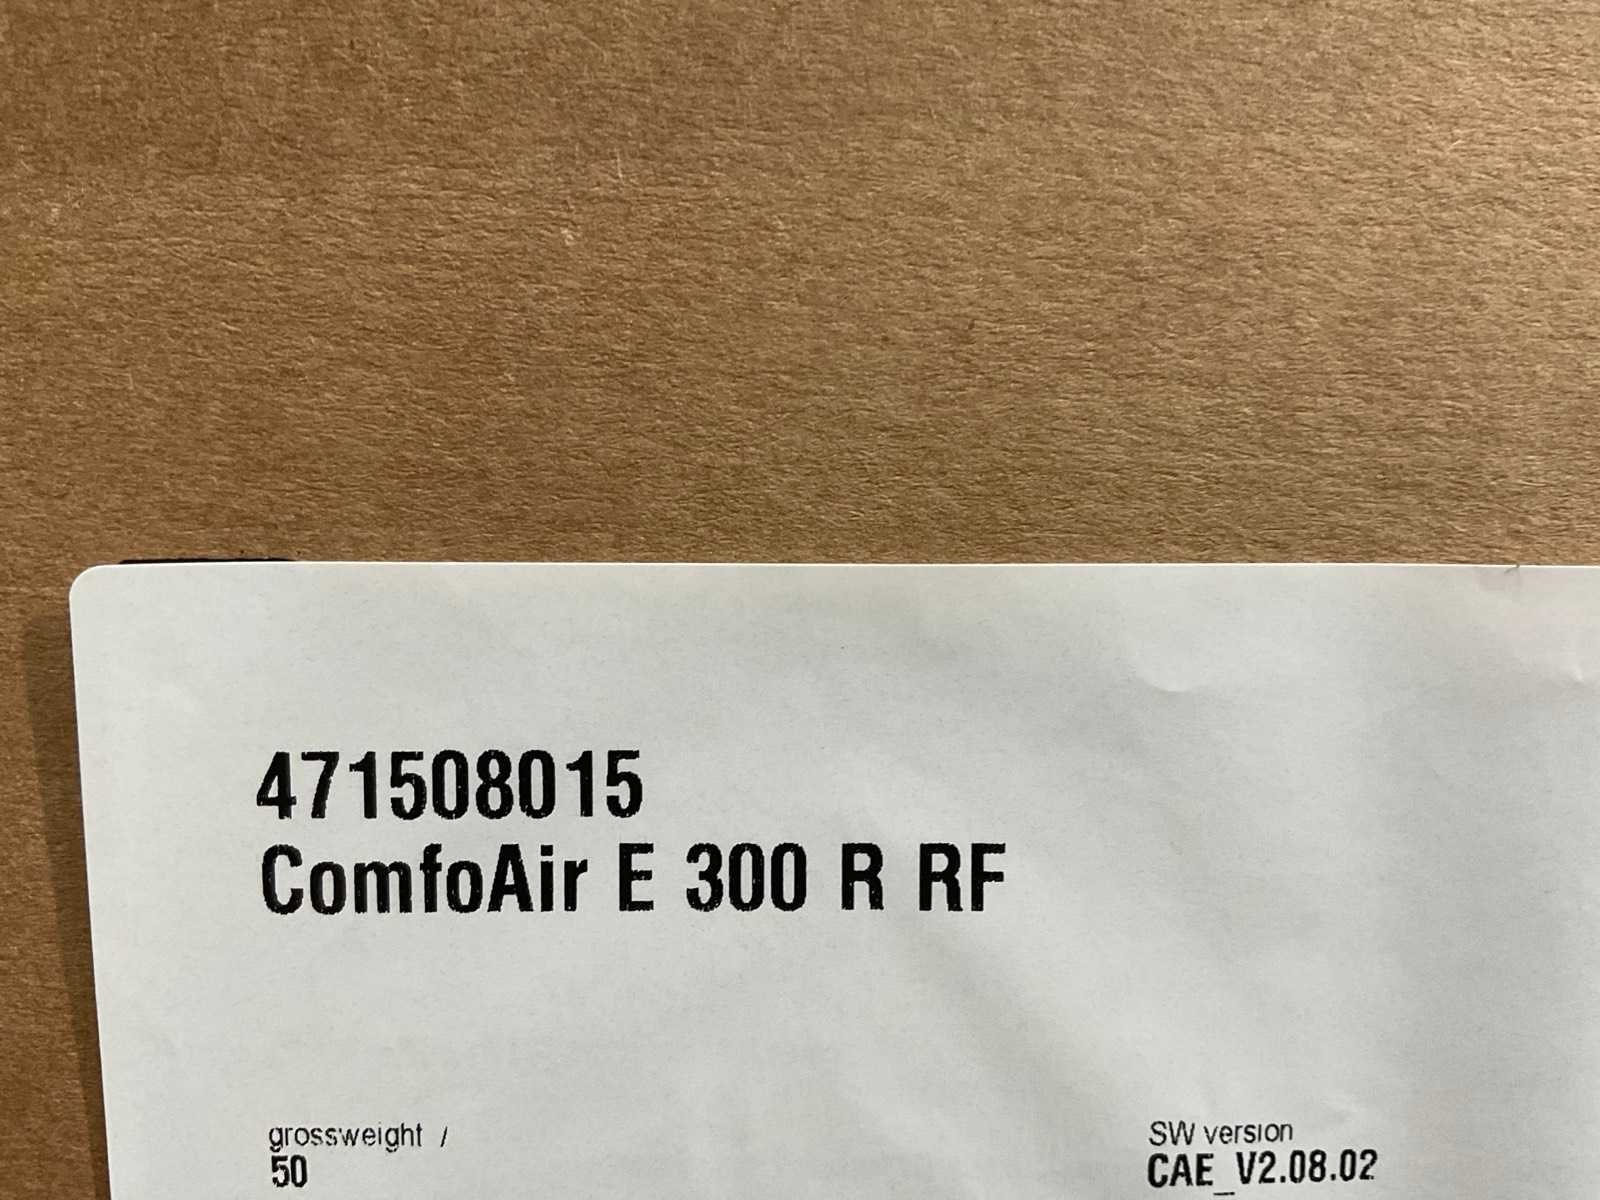 471508015
ComfoAir E 300 R RF
grossweight /
50
SW version
CAE_V2.08.02